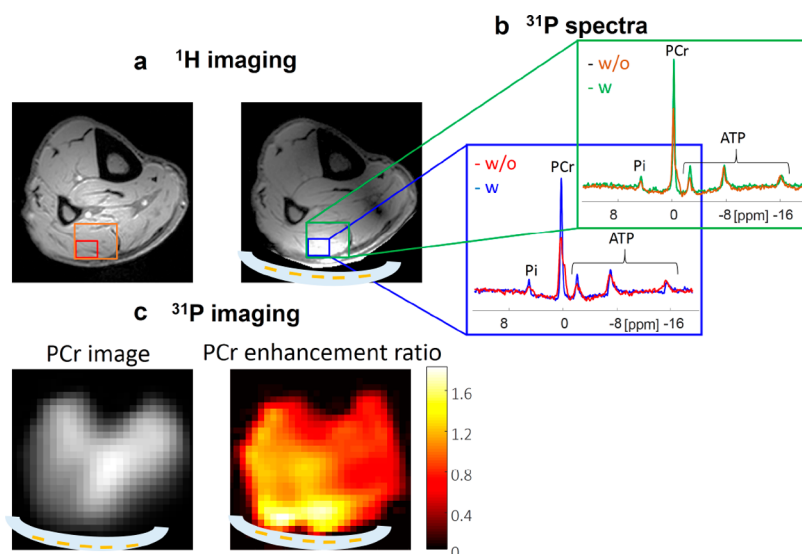 b ³¹P spectra
a ¹H imaging
PCr
- w/o
- w
ATP
Pi
8 0 -8 [ppm] -16
- w/o
- w
PCr
ATP
Pi
8 0 -8 [ppm] -16
c ³¹P imaging
PCr image PCr enhancement ratio
1.6
1.2
0.8
0.4
0